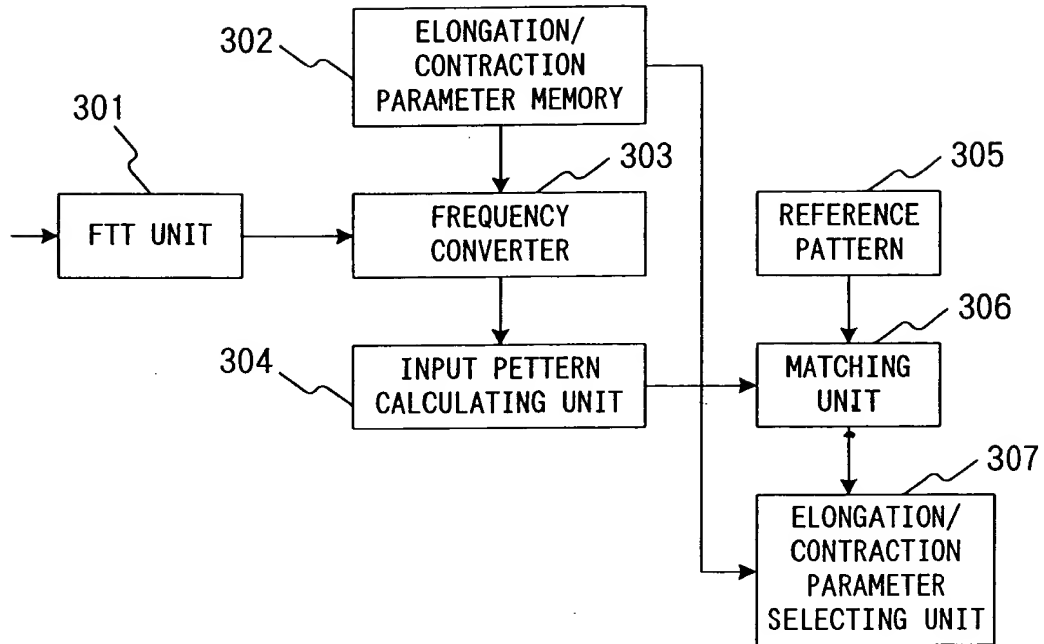 302
ELONGATION/
CONTRACTION
PARAMETER MEMORY
301
FTT UNIT
303
FREQUENCY
CONVERTER
305
REFERENCE
PATTERN
304
INPUT PETTERN
CALCULATING UNIT
306
MATCHING
UNIT
307
ELONGATION/
CONTRACTION
PARAMETER
SELECTING UNIT